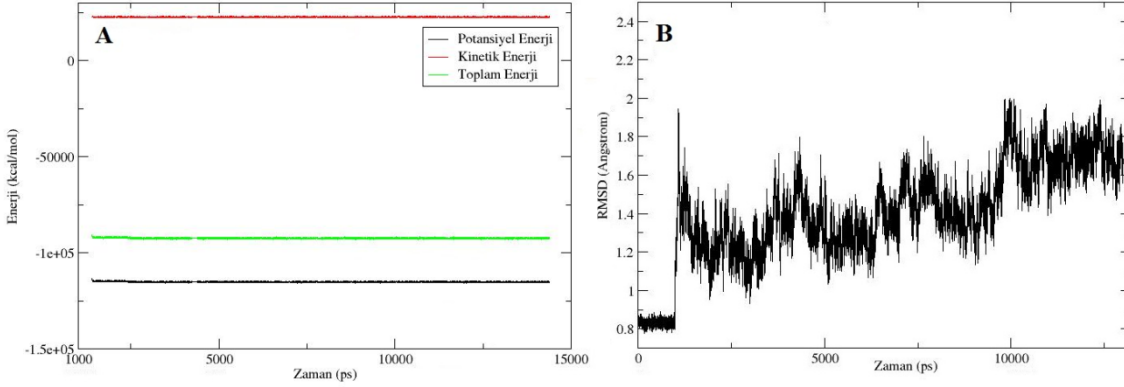 A
Potansiyel Enerji
Kinetik Enerji
Toplam Enerji
0
-50000
-1e+05
-1.5e+05
Enerji (kcal/mol)
1000
5000
10000
15000
Zaman (ps)
B
2.4
2.2
2
1.8
1.6
1.4
1.2
1
0.8
RMSD (Angstrom)
0
5000
10000
Zaman (ps)